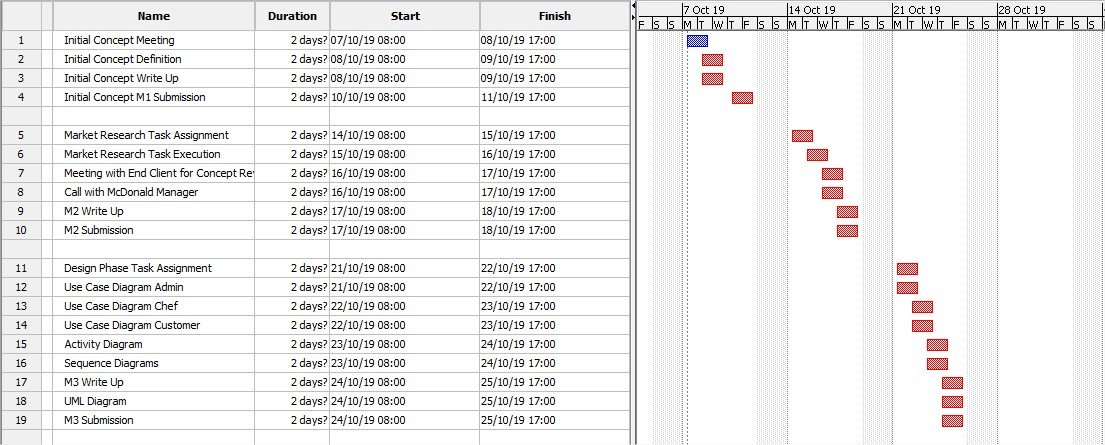 Name Duration Start Finish
7 Oct 19 14 Oct 19 21 Oct 19 28 Oct 19
F S S M T W T F S S M T W T F S S M T W T F S S M T W T F S S
1 Initial Concept Meeting 2 days? 07/10/19 08:00 08/10/19 17:00
2 Initial Concept Definition 2 days? 08/10/19 08:00 09/10/19 17:00
3 Initial Concept Write Up 2 days? 08/10/19 08:00 09/10/19 17:00
4 Initial Concept M1 Submission 2 days? 10/10/19 08:00 11/10/19 17:00
5 Market Research Task Assignment 2 days? 14/10/19 08:00 15/10/19 17:00
6 Market Research Task Execution 2 days? 15/10/19 08:00 16/10/19 17:00
7 Meeting with End Client for Concept Rev 2 days? 16/10/19 08:00 17/10/19 17:00
8 Call with McDonald Manager 2 days? 16/10/19 08:00 17/10/19 17:00
9 M2 Write Up 2 days? 17/10/19 08:00 18/10/19 17:00
10 M2 Submission 2 days? 17/10/19 08:00 18/10/19 17:00
11 Design Phase Task Assignment 2 days? 21/10/19 08:00 22/10/19 17:00
12 Use Case Diagram Admin 2 days? 21/10/19 08:00 22/10/19 17:00
13 Use Case Diagram Chef 2 days? 22/10/19 08:00 23/10/19 17:00
14 Use Case Diagram Customer 2 days? 22/10/19 08:00 23/10/19 17:00
15 Activity Diagram 2 days? 23/10/19 08:00 24/10/19 17:00
16 Sequence Diagrams 2 days? 23/10/19 08:00 24/10/19 17:00
17 M3 Write Up 2 days? 24/10/19 08:00 25/10/19 17:00
18 UML Diagram 2 days? 24/10/19 08:00 25/10/19 17:00
19 M3 Submission 2 days? 24/10/19 08:00 25/10/19 17:00